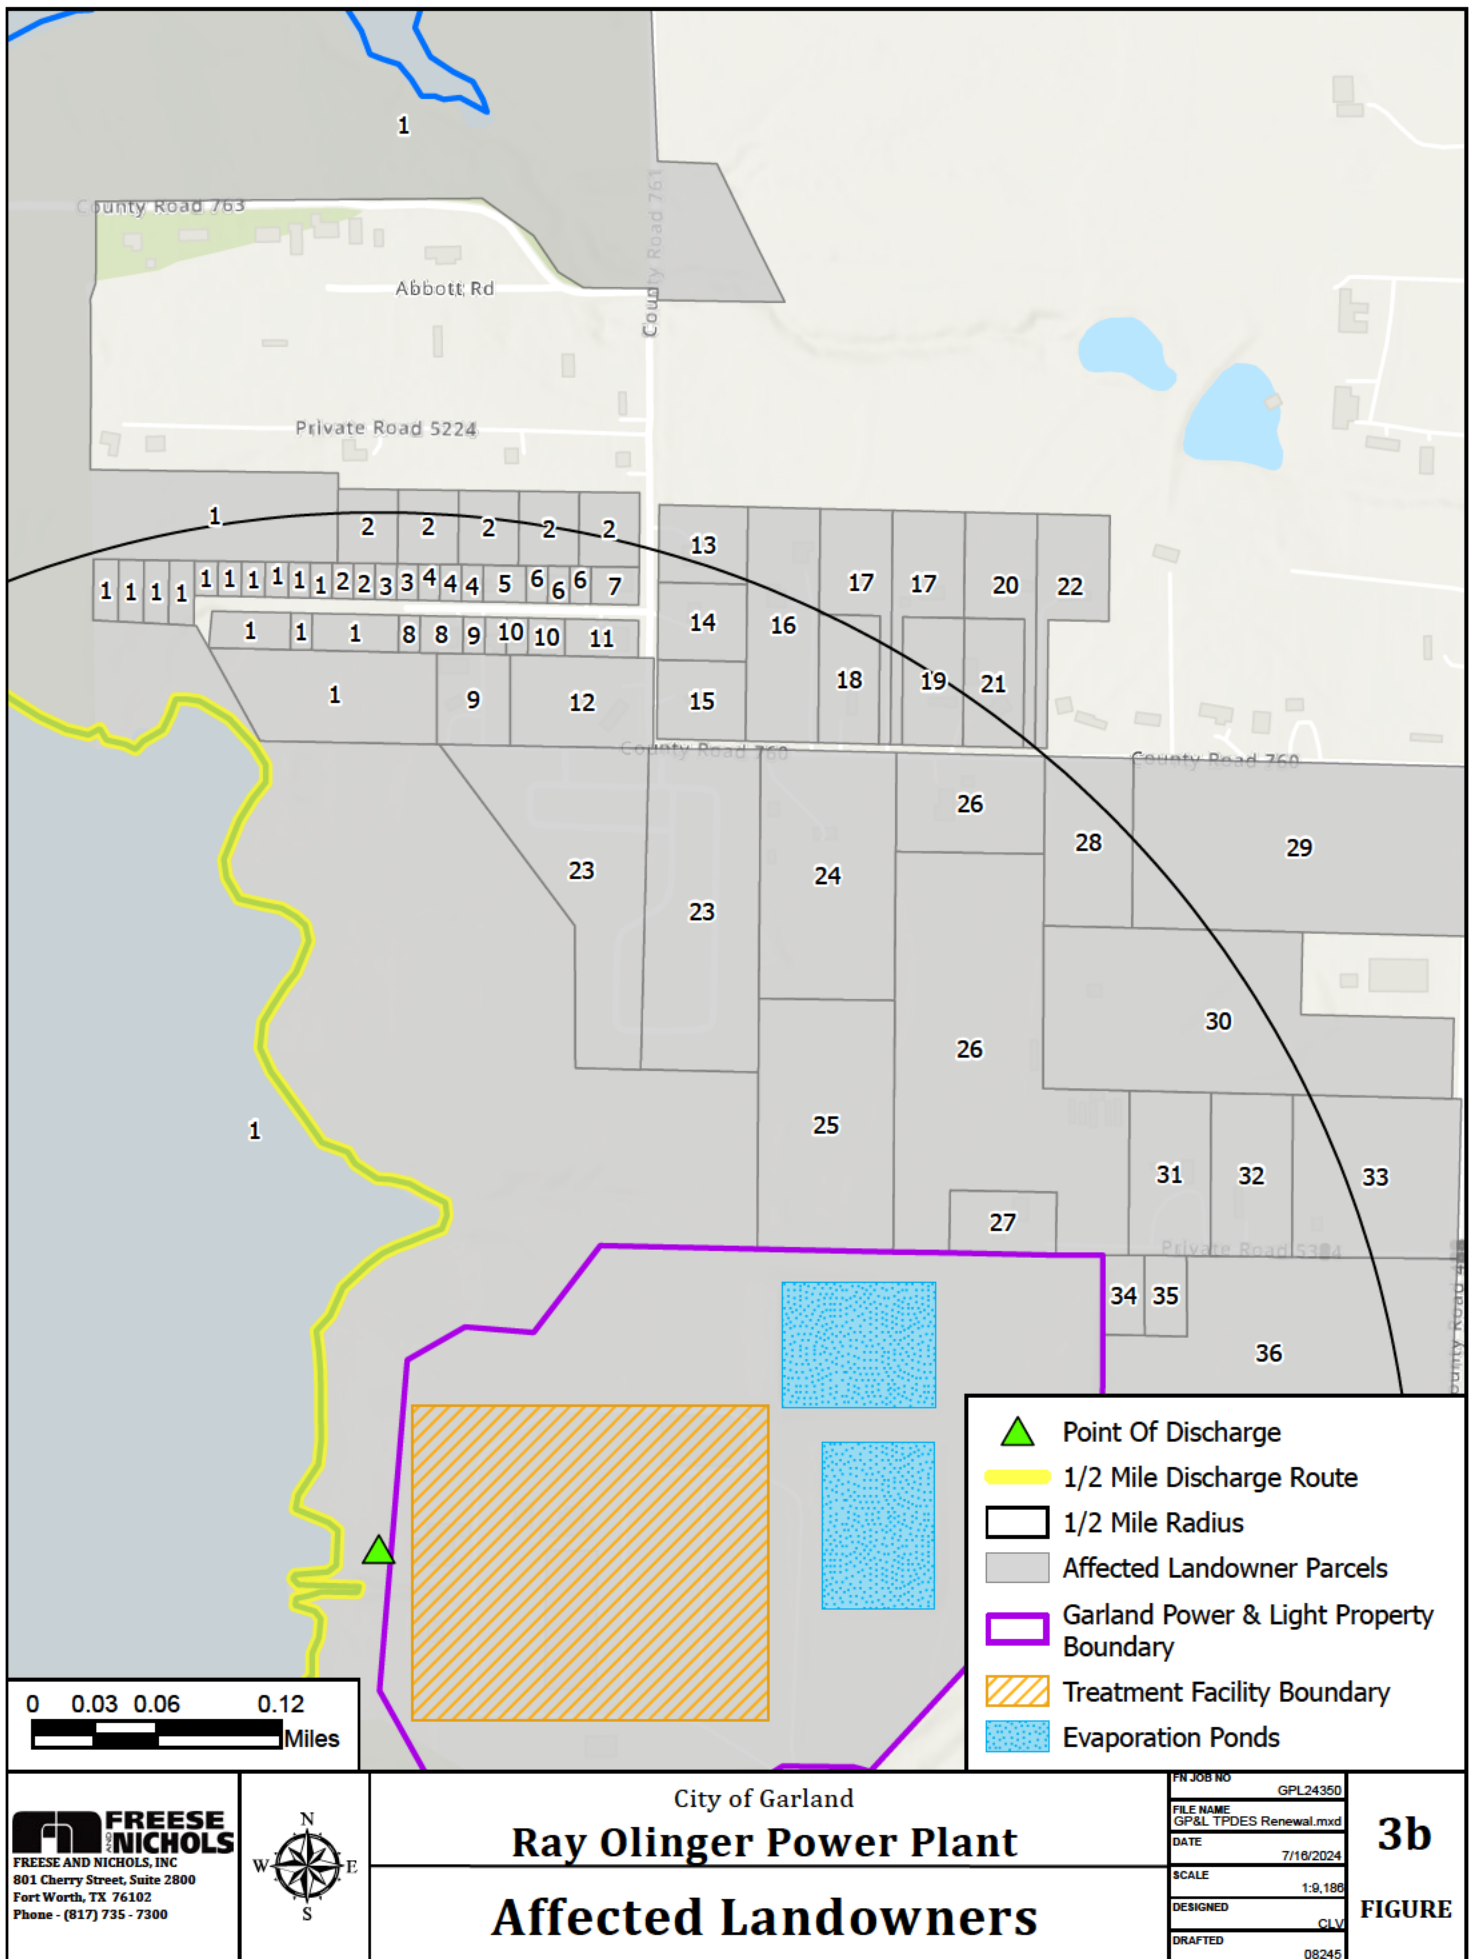 1
County Road 763
County Road 761
Abbott Rd
Private Road 5224
1
2 2 2 2 2
13
17 17 20 22
1 1 1 1 1 1 1 1 1 1 2 2 3 3 4 4 4 5 6 6 6 7
14
16
1 1 1 8 8 9 10 10 11
18 19 21
1 9 12 15
County Road 760
County Road 760
26
28 29
23 24
23
30
26
1
25
31 32 33
27
Private Road
34 35
36
Point Of Discharge
1/2 Mile Discharge Route
1/2 Mile Radius
Affected Landowner Parcels
Garland Power & Light Property
Boundary
Treatment Facility Boundary
Evaporation Ponds
0 0.03 0.06 0.12
Miles
FREESE
AND
NICHOLS
FREESE AND NICHOLS, INC
801 Cherry Street, Suite 2800
Fort Worth, TX 76102
Phone - (817) 735 - 7300
N
W E
S
City of Garland
Ray Olinger Power Plant
Affected Landowners
FN JOB NO
GPL24350
FILE NAME
GP&L TPDES Renewal.mxd
DATE
7/16/2024
SCALE
1:9,186
DESIGNED
CLV
DRAFTED
08245
3b
FIGURE